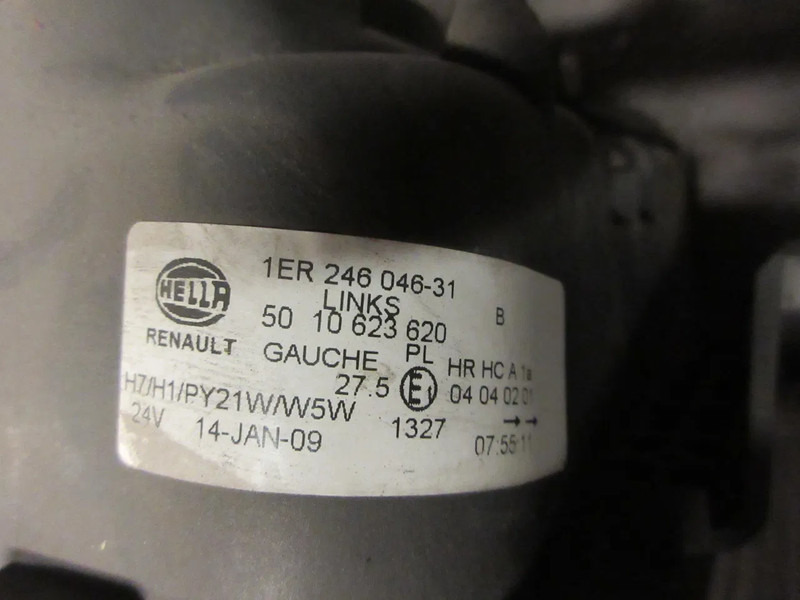 HELLA
RENAULT
1ER 246 046-31
LINKS
50 10 623 620
GAUCHE
B
PL
27.5
E1
HR HC A 1a
04 04 02 01
H7/H1/PY21W/W5W
24V
14-JAN-09
1327
→→
07:55:11